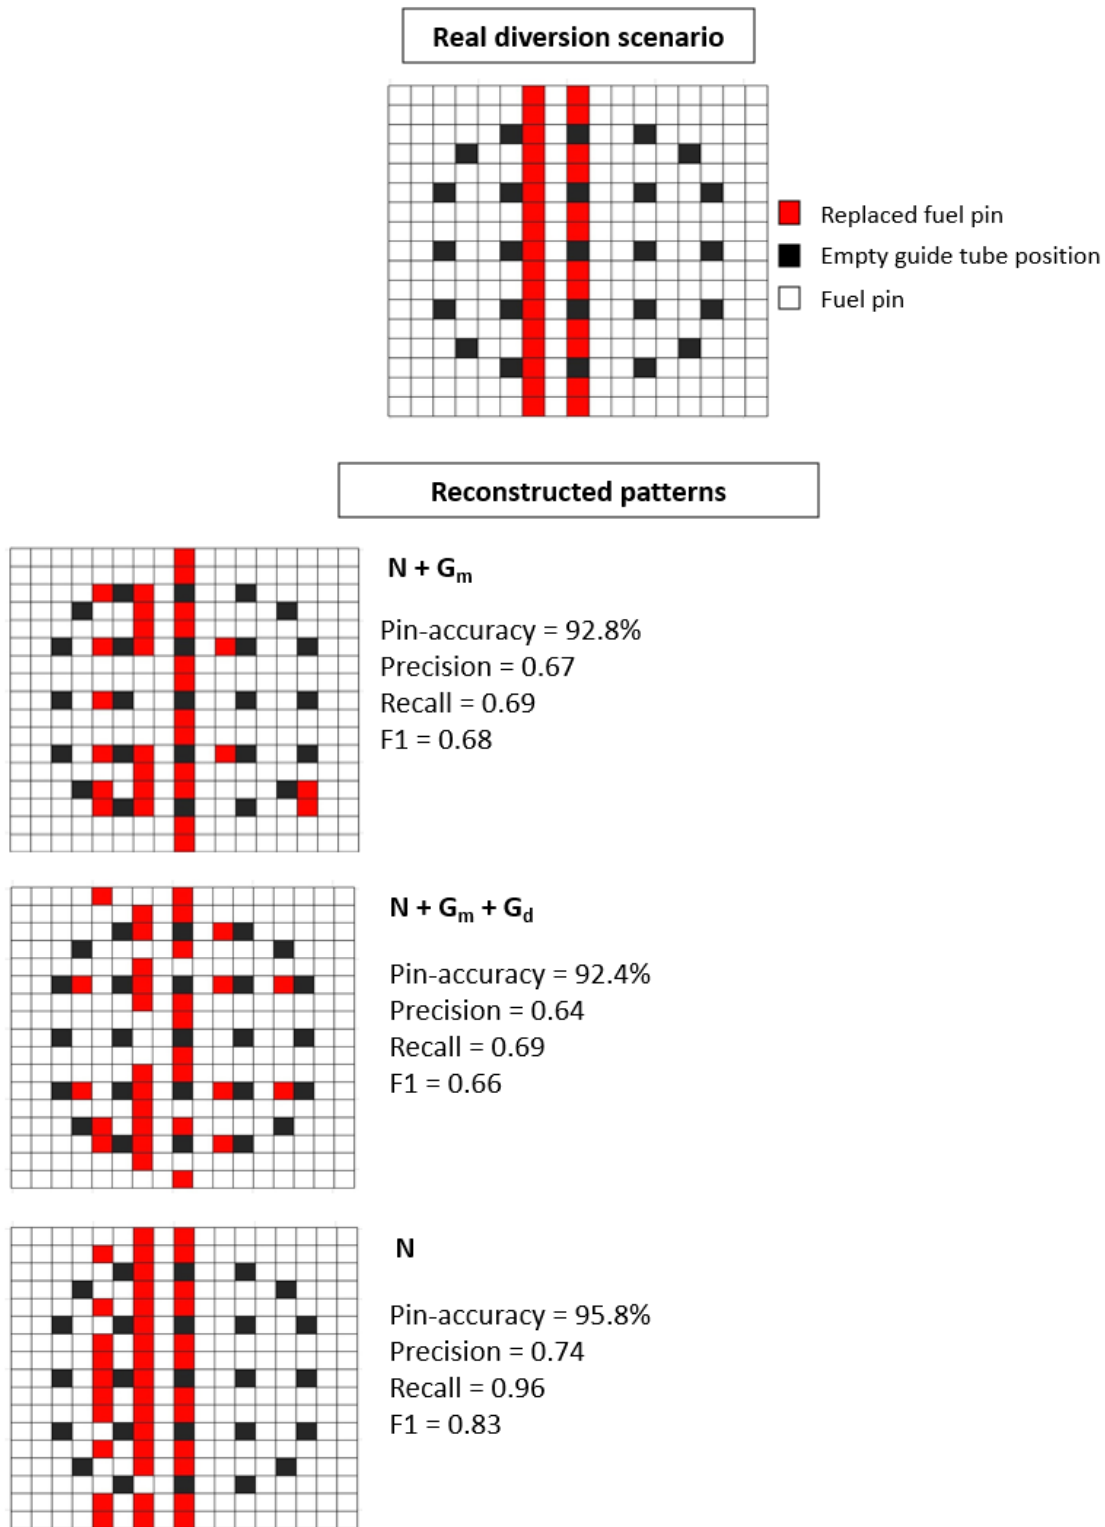 Real diversion scenario
Replaced fuel pin
Empty guide tube position
Fuel pin
Reconstructed patterns
N + Gm
Pin-accuracy = 92.8%
Precision = 0.67
Recall = 0.69
F1 = 0.68
N + Gm + Gd
Pin-accuracy = 92.4%
Precision = 0.64
Recall = 0.69
F1 = 0.66
N
Pin-accuracy = 95.8%
Precision = 0.74
Recall = 0.96
F1 = 0.83